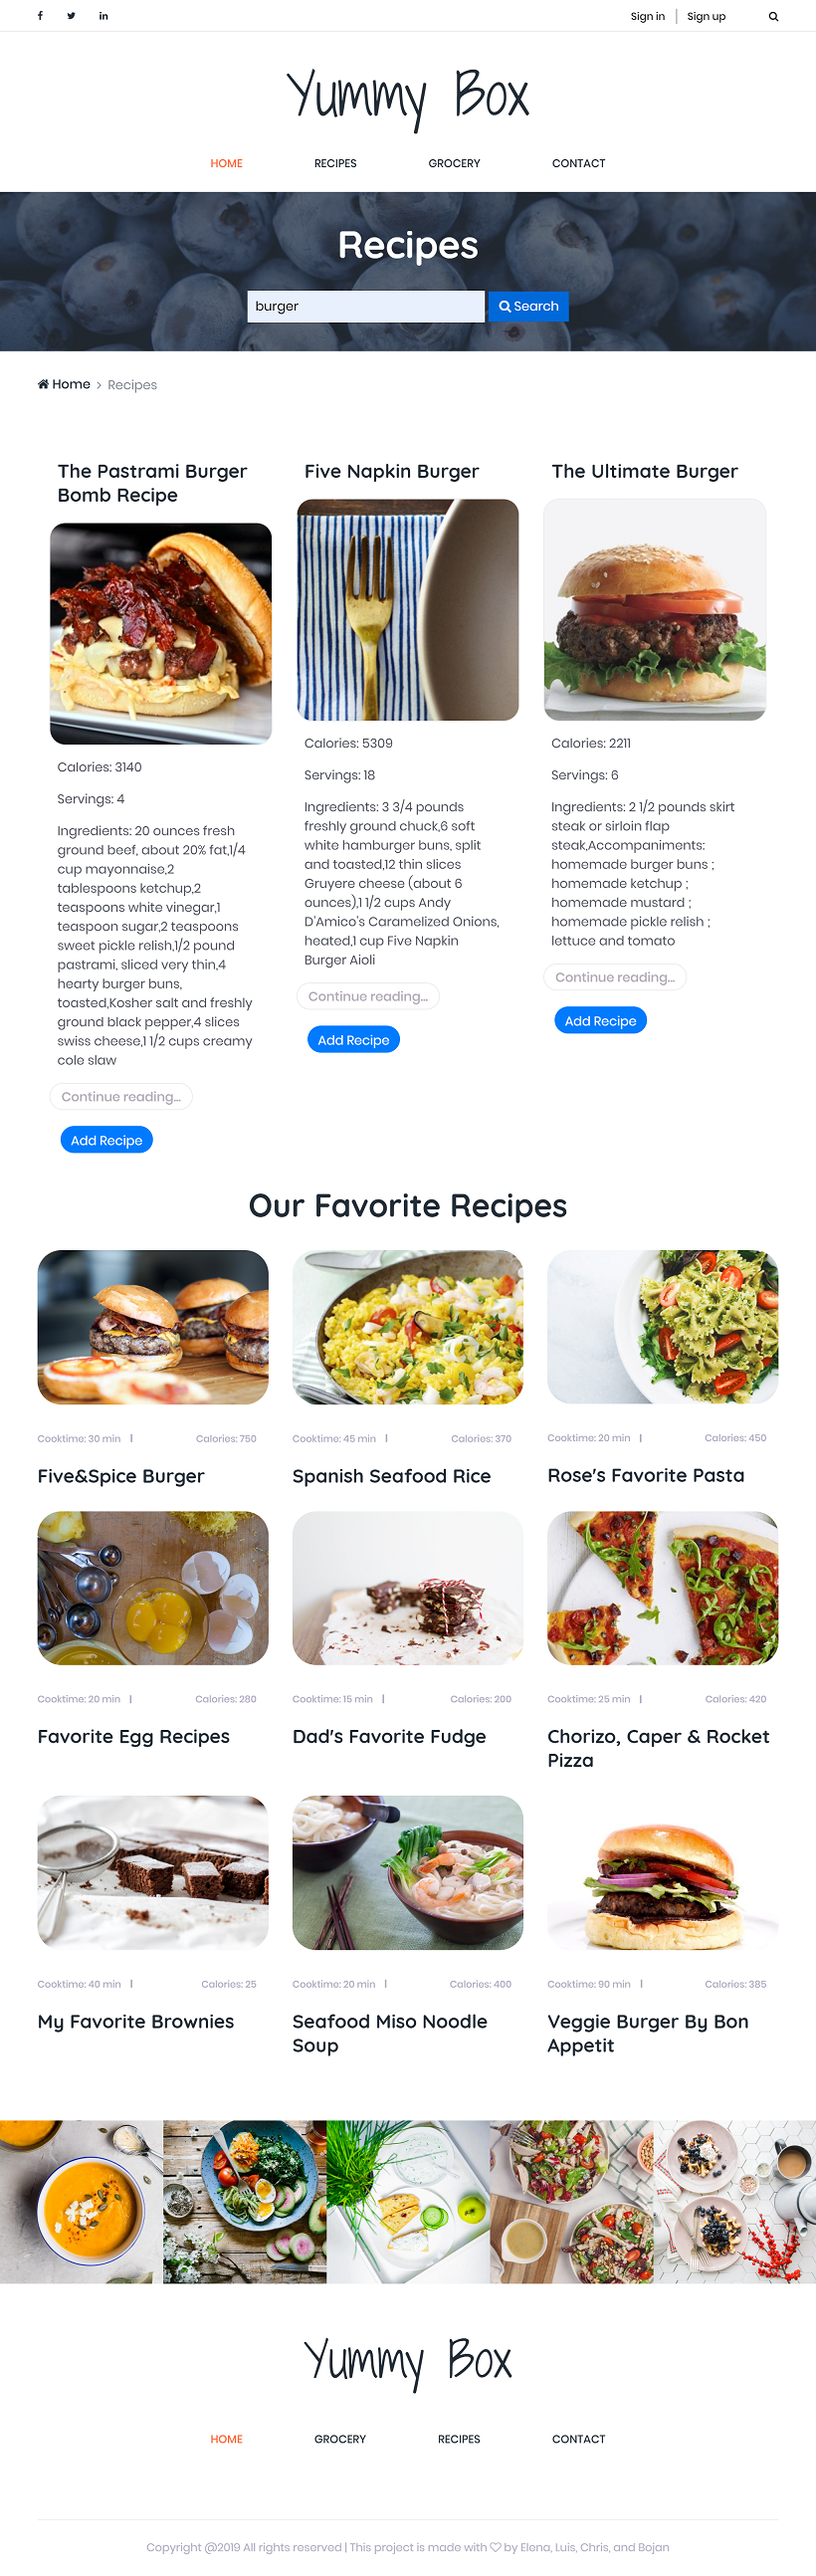 Sign in | Sign up
Yummy Box
HOME RECIPES GROCERY CONTACT
Recipes
burger Search
Home > Recipes
The Pastrami Burger
Bomb Recipe
Calories: 3140
Servings: 4
Ingredients: 20 ounces fresh
ground beef, about 20% fat,1/4
cup mayonnaise,2
tablespoons ketchup,2
teaspoons white vinegar,1
teaspoon sugar,2 teaspoons
sweet pickle relish,1/2 pound
pastrami, sliced very thin,4
hearty burger buns,
toasted,Kosher salt and freshly
ground black pepper,4 slices
swiss cheese,1 1/2 cups creamy
cole slaw
Continue reading...
Add Recipe
Five Napkin Burger
Calories: 5309
Servings: 18
Ingredients: 3 3/4 pounds
freshly ground chuck,6 soft
white hamburger buns, split
and toasted,12 thin slices
Gruyere cheese (about 6
ounces),1 1/2 cups Andy
D'Amico's Caramelized Onions,
heated,1 cup Five Napkin
Burger Aioli
Continue reading...
Add Recipe
The Ultimate Burger
Calories: 2211
Servings: 6
Ingredients: 2 1/2 pounds skirt
steak or sirloin flap
steak,Accompaniments:
homemade burger buns ;
homemade ketchup ;
homemade mustard ;
homemade pickle relish ;
lettuce and tomato
Continue reading...
Add Recipe
Our Favorite Recipes
Cooktime: 30 min | Calories: 750
Five&Spice Burger
Cooktime: 45 min | Calories: 370
Spanish Seafood Rice
Cooktime: 20 min | Calories: 450
Rose's Favorite Pasta
Cooktime: 20 min | Calories: 280
Favorite Egg Recipes
Cooktime: 15 min | Calories: 200
Dad's Favorite Fudge
Cooktime: 25 min | Calories: 420
Chorizo, Caper & Rocket
Pizza
Cooktime: 40 min | Calories: 25
My Favorite Brownies
Cooktime: 20 min | Calories: 400
Seafood Miso Noodle
Soup
Cooktime: 90 min | Calories: 385
Veggie Burger By Bon
Appetit
Yummy Box
HOME GROCERY RECIPES CONTACT
Copyright @2019 All rights reserved | This project is made with ♡ by Elena, Luis, Chris, and Bojan